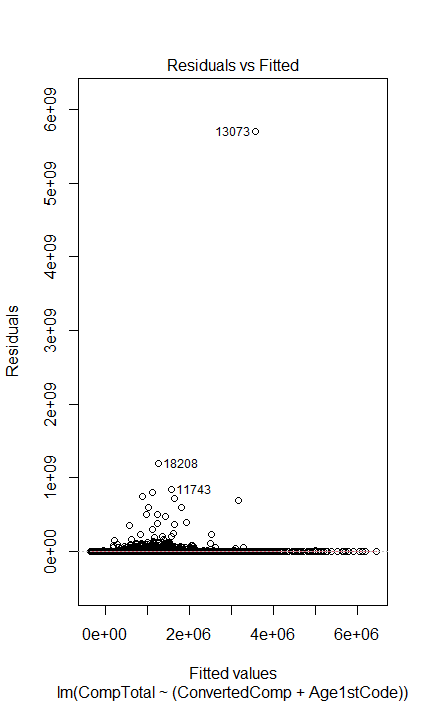 Residuals vs Fitted
6e+09
13073
5e+09
4e+09
3e+09
Residuals
2e+09
18208
1e+09
11743
0e+00
0e+00 2e+06 4e+06 6e+06
Fitted values
lm(CompTotal ~ (ConvertedComp + Age1stCode))